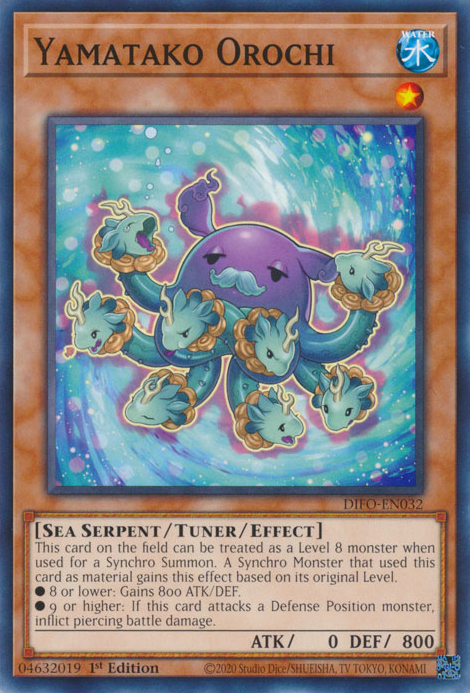 Yamatako Orochi
WATER
水
DIFO-EN032
[Sea Serpent/Tuner/Effect]
This card on the field can be treated as a Level 8 monster when
used for a Synchro Summon. A Synchro Monster that used this
card as material gains this effect based on its original Level.
● 8 or lower: Gains 800 ATK/DEF.
● 9 or higher: If this card attacks a Defense Position monster,
inflict piercing battle damage.
ATK/ 0 DEF/ 800
04632019 1st Edition ©2020 Studio Dice/SHUEISHA, TV TOKYO, KONAMI